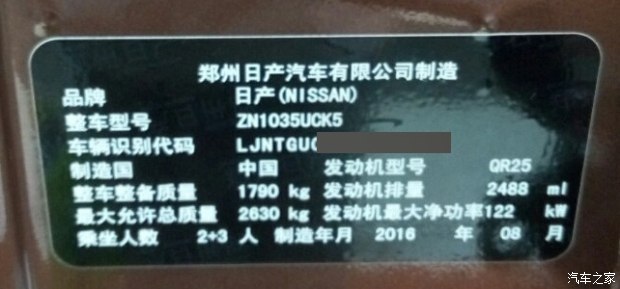 郑州日产汽车有限公司制造
品牌 日产(NISSAN)
整车型号 ZN1035UCK5
车辆识别代码 LJNTGU
制造国 中国 发动机型号 QR25
整车整备质量 1790 kg 发动机排量 2488 ml
最大允许总质量 2630 kg 发动机最大净功率122 kW
乘坐人数 2+3 人 制造年月 2016 年 08 月
汽车之家